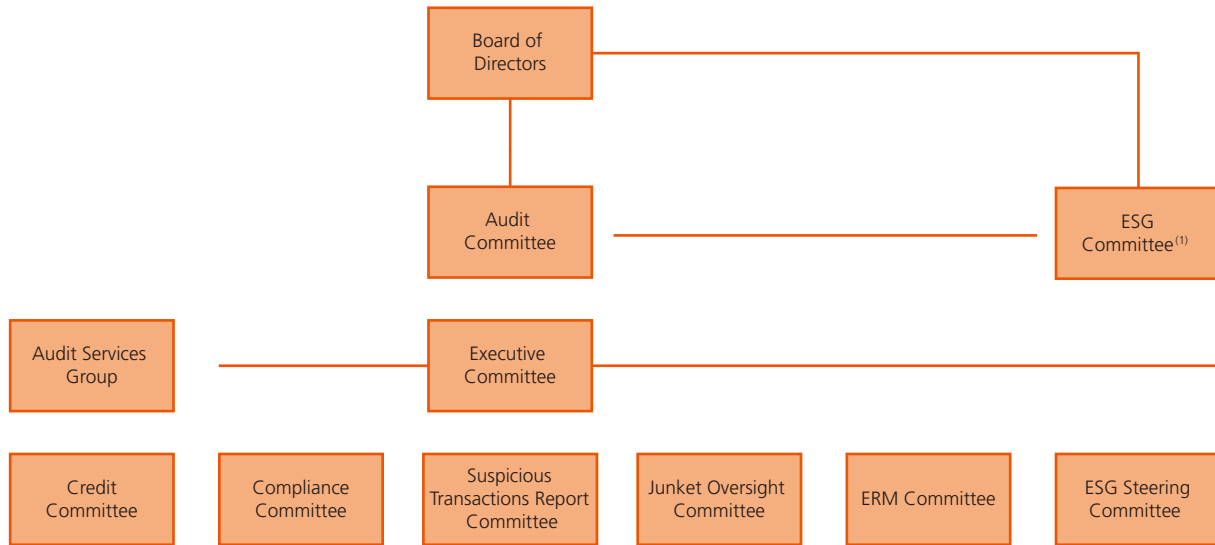 Board of
Directors
Audit
Committee
ESG
Committee(1)
Audit Services
Group
Executive
Committee
Credit
Committee
Compliance
Committee
Suspicious
Transactions Report
Committee
Junket Oversight
Committee
ERM Committee
ESG Steering
Committee